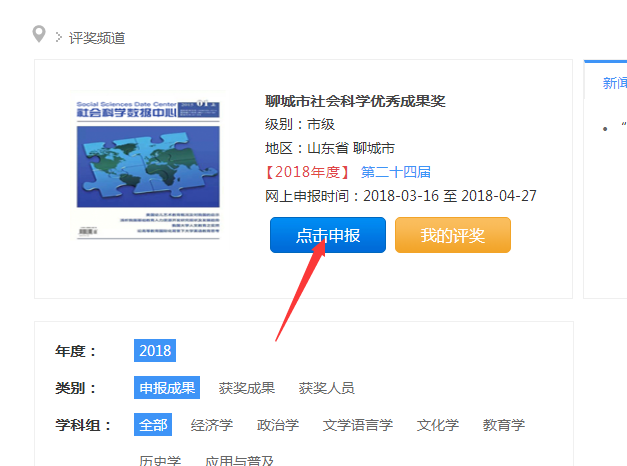 评奖频道
Social Sciences Date Center
社会科学数据中心
聊城市社会科学优秀成果奖
级别：市级
地区：山东省 聊城市
【2018年度】 第二十四届
网上申报时间：2018-03-16 至 2018-04-27
点击申报 我的评奖
新闻
年度： 2018
类别： 申报成果 获奖成果 获奖人员
学科组： 全部 经济学 政治学 文学语言学 文化学 教育学
历史学 应用与普及